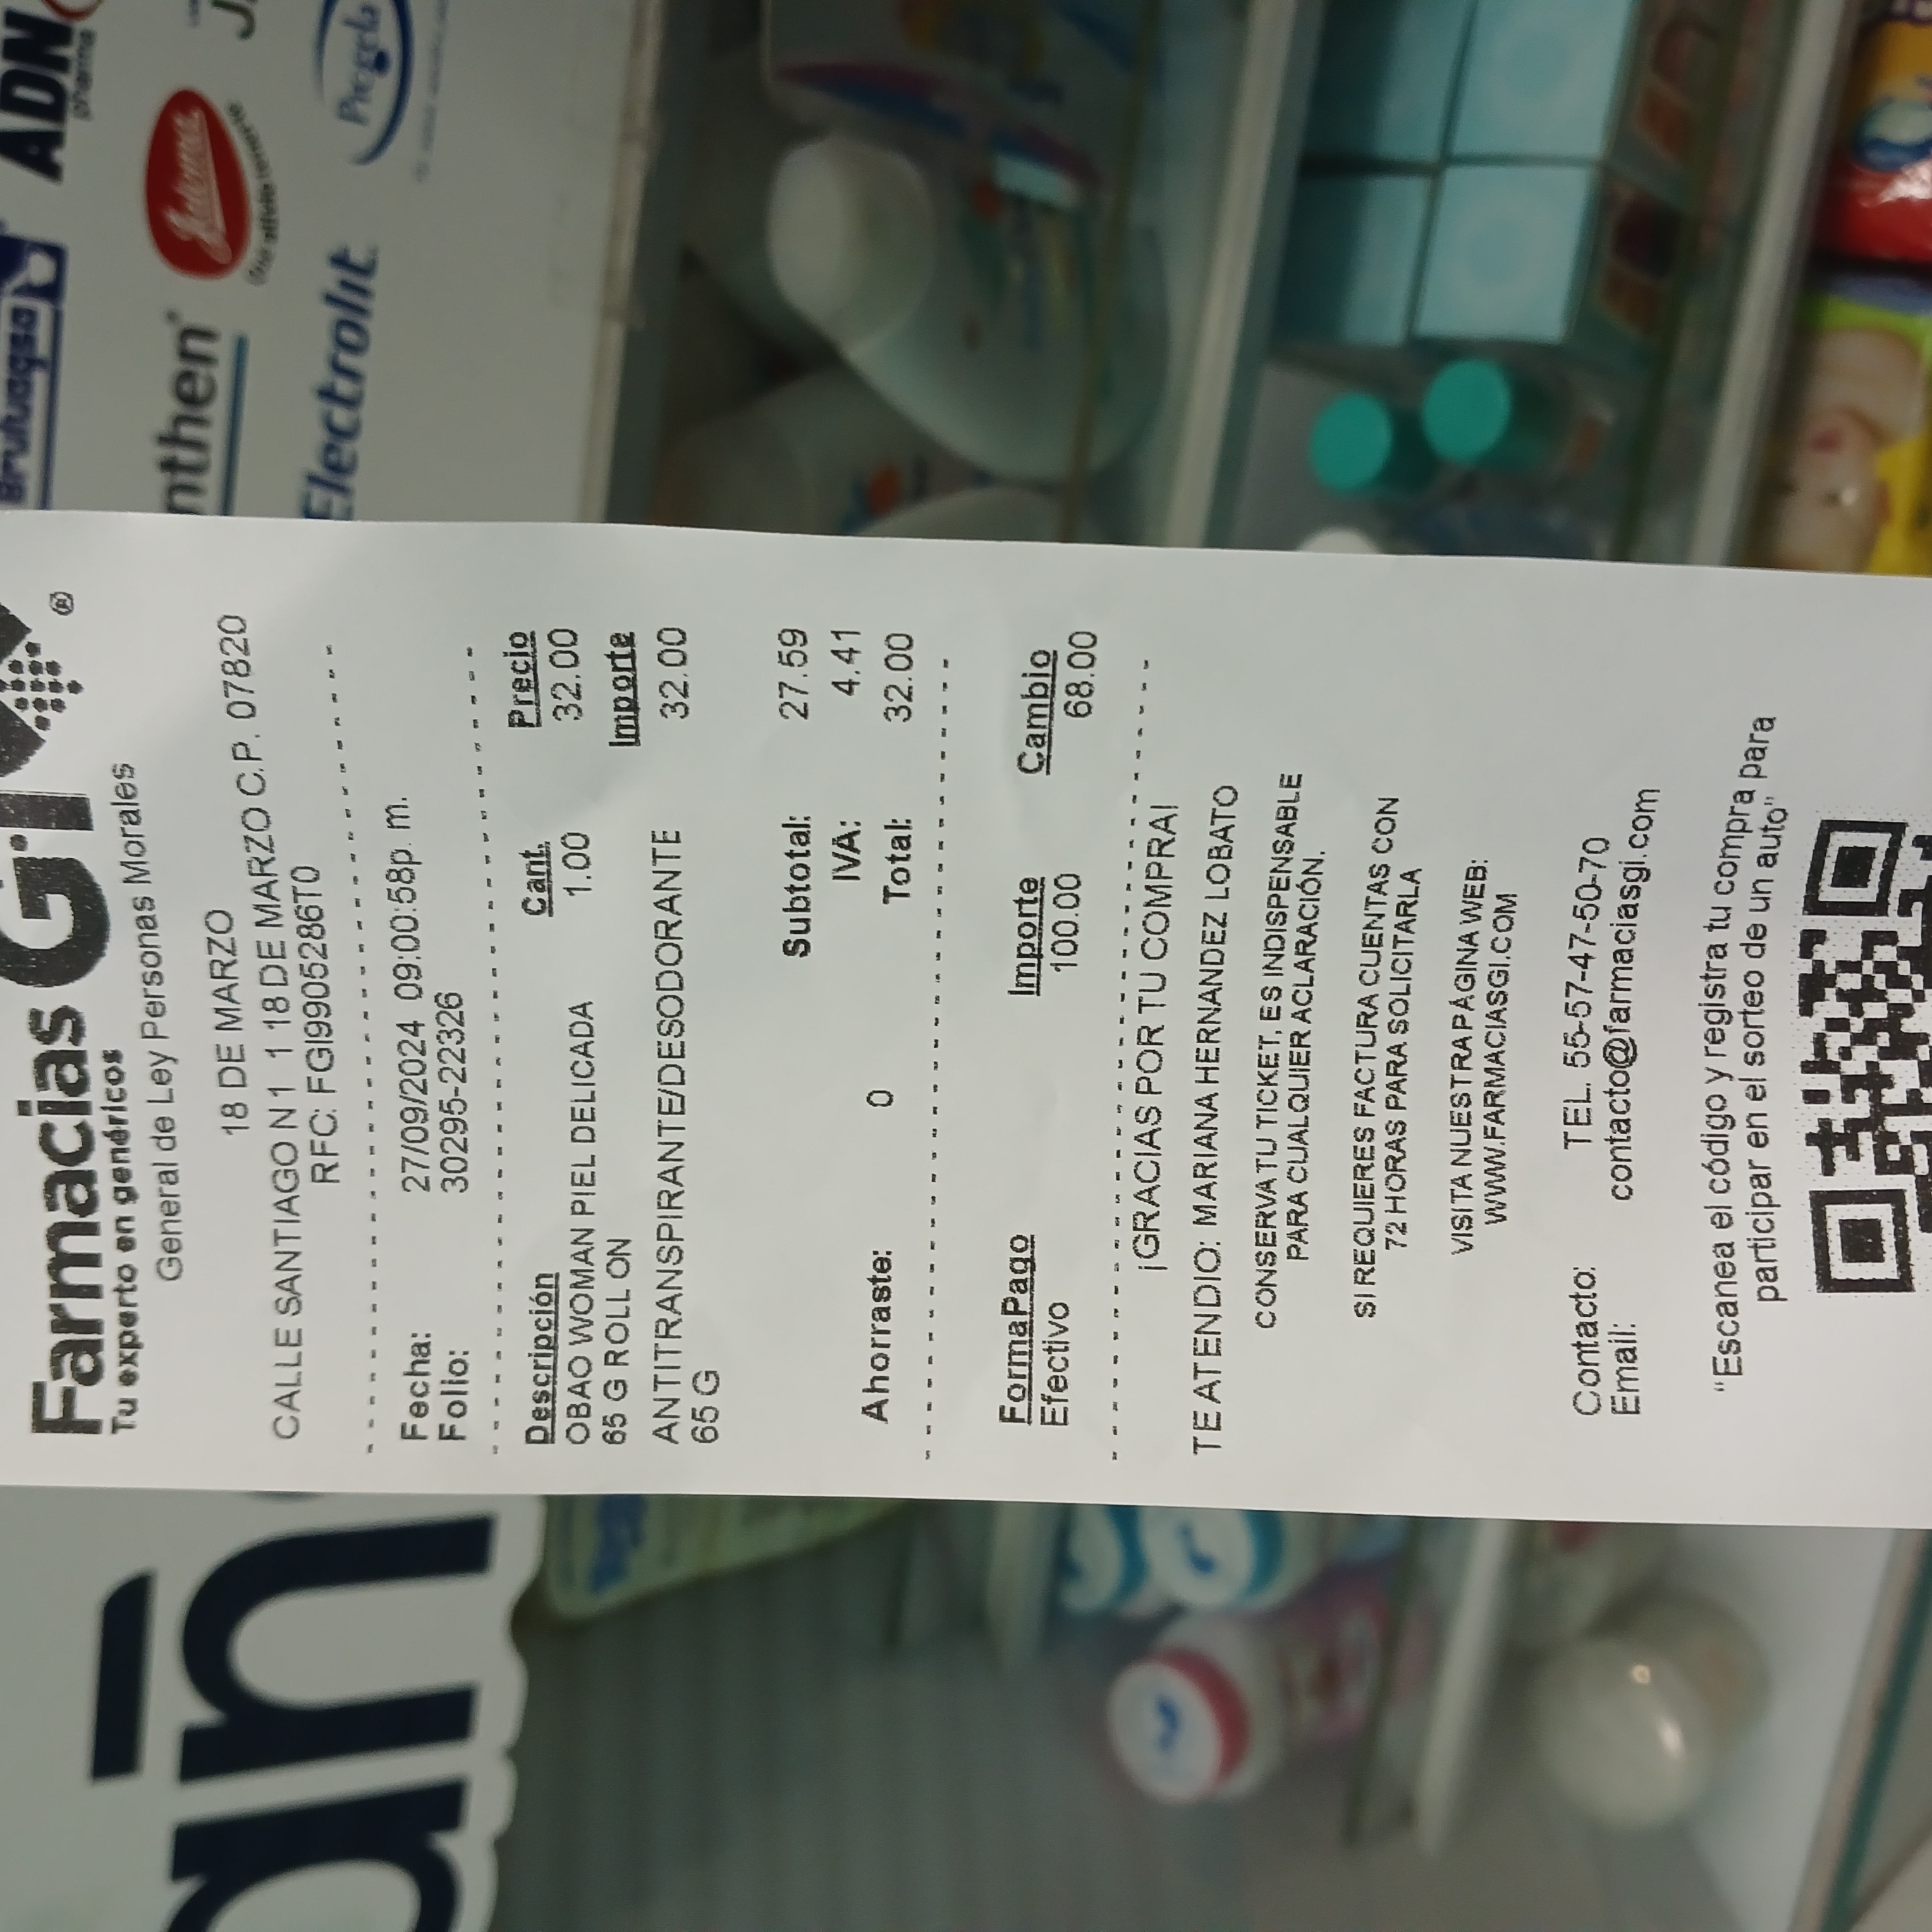 Farmacias GI
®
Tu experto en genéricos
General de Ley Personas Morales
18 DE MARZO
CALLE SANTIAGO N 1 1 18 DE MARZO C.P. 07820
RFC: FGI9905286T0
Fecha: 27/09/2024 09:00:58p. m.
Folio: 30295-22326
Descripción Cant. Precio
OBAO WOMAN PIEL DELICADA 1.00 32.00
65 G ROLL ON Importe
ANTITRANSPIRANTE/DESODORANTE 32.00
65 G
Subtotal: 27.59
IVA: 4.41
Ahorraste: 0 Total: 32.00
FormaPago Importe Cambio
Efectivo 100.00 68.00
¡GRACIAS POR TU COMPRA!
TE ATENDIO: MARIANA HERNANDEZ LOBATO
CONSERVA TU TICKET, ES INDISPENSABLE
PARA CUALQUIER ACLARACIÓN.
SI REQUIERES FACTURA CUENTAS CON
72 HORAS PARA SOLICITARLA
VISITA NUESTRA PÁGINA WEB:
WWW.FARMACIASGI.COM
Contacto: TEL. 55-57-47-50-70
Email: contacto@farmaciasgi.com
"Escanea el código y registra tu compra para
participar en el sorteo de un auto"
ADN
pharma
nthen
Electrolit